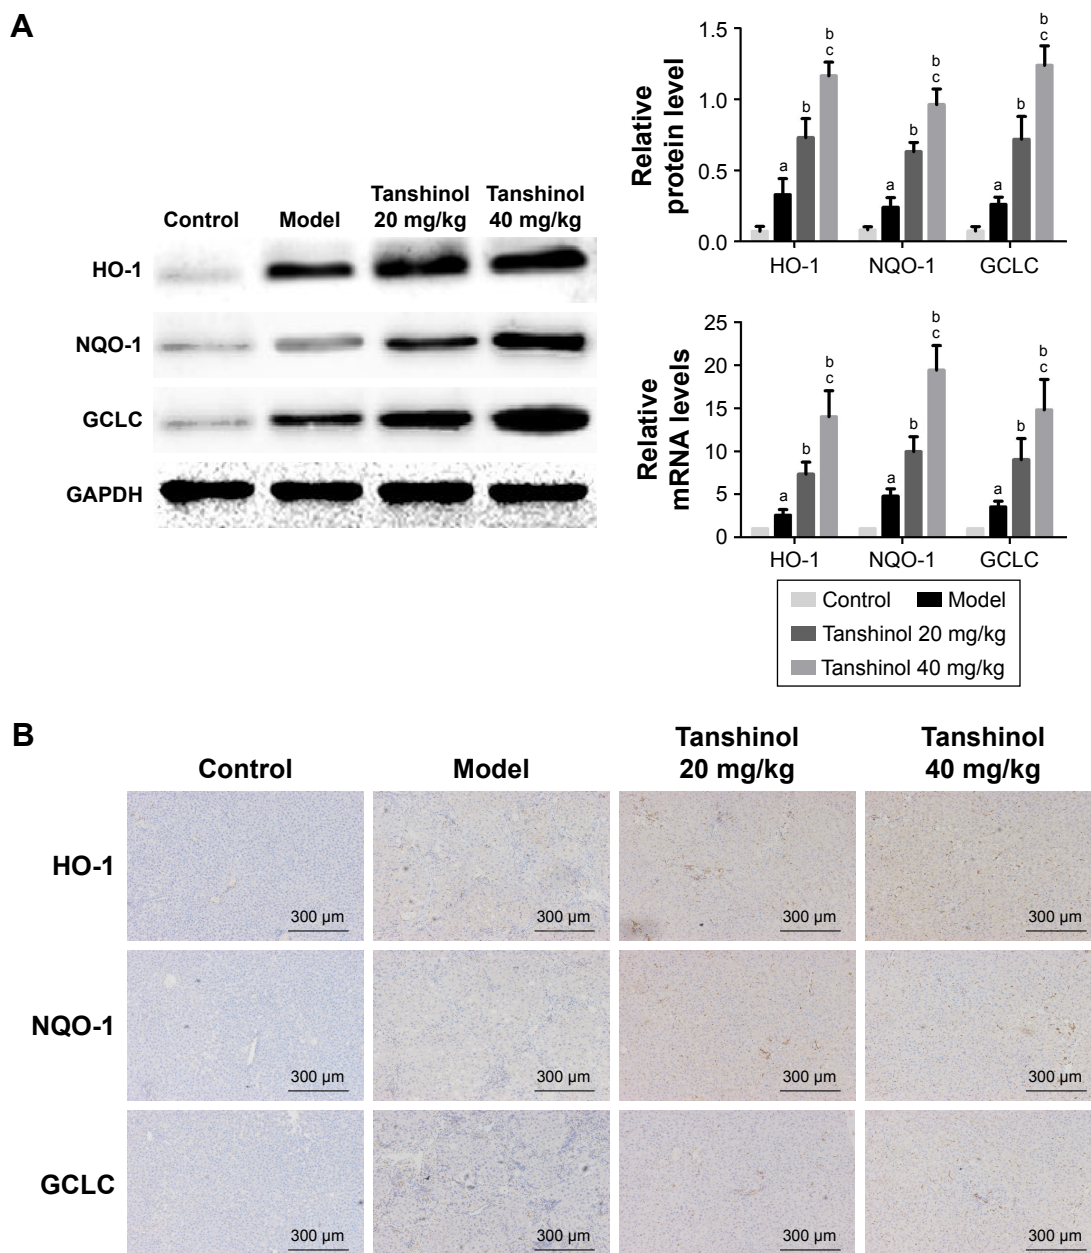 A
Control
Model
Tanshinol
20 mg/kg
Tanshinol
40 mg/kg
HO-1
NQO-1
GCLC
GAPDH
Relative
protein level
1.5
1.0
0.5
0.0
a
b
b
c
a
b
b
c
a
b
b
c
HO-1
NQO-1
GCLC
Relative
mRNA levels
25
20
15
10
5
0
a
b
b
c
a
b
b
c
a
b
b
c
HO-1
NQO-1
GCLC
Control
Model
Tanshinol 20 mg/kg
Tanshinol 40 mg/kg
B
Control
Model
Tanshinol
20 mg/kg
Tanshinol
40 mg/kg
HO-1
300 µm
300 µm
300 µm
300 µm
NQO-1
300 µm
300 µm
300 µm
300 µm
GCLC
300 µm
300 µm
300 µm
300 µm